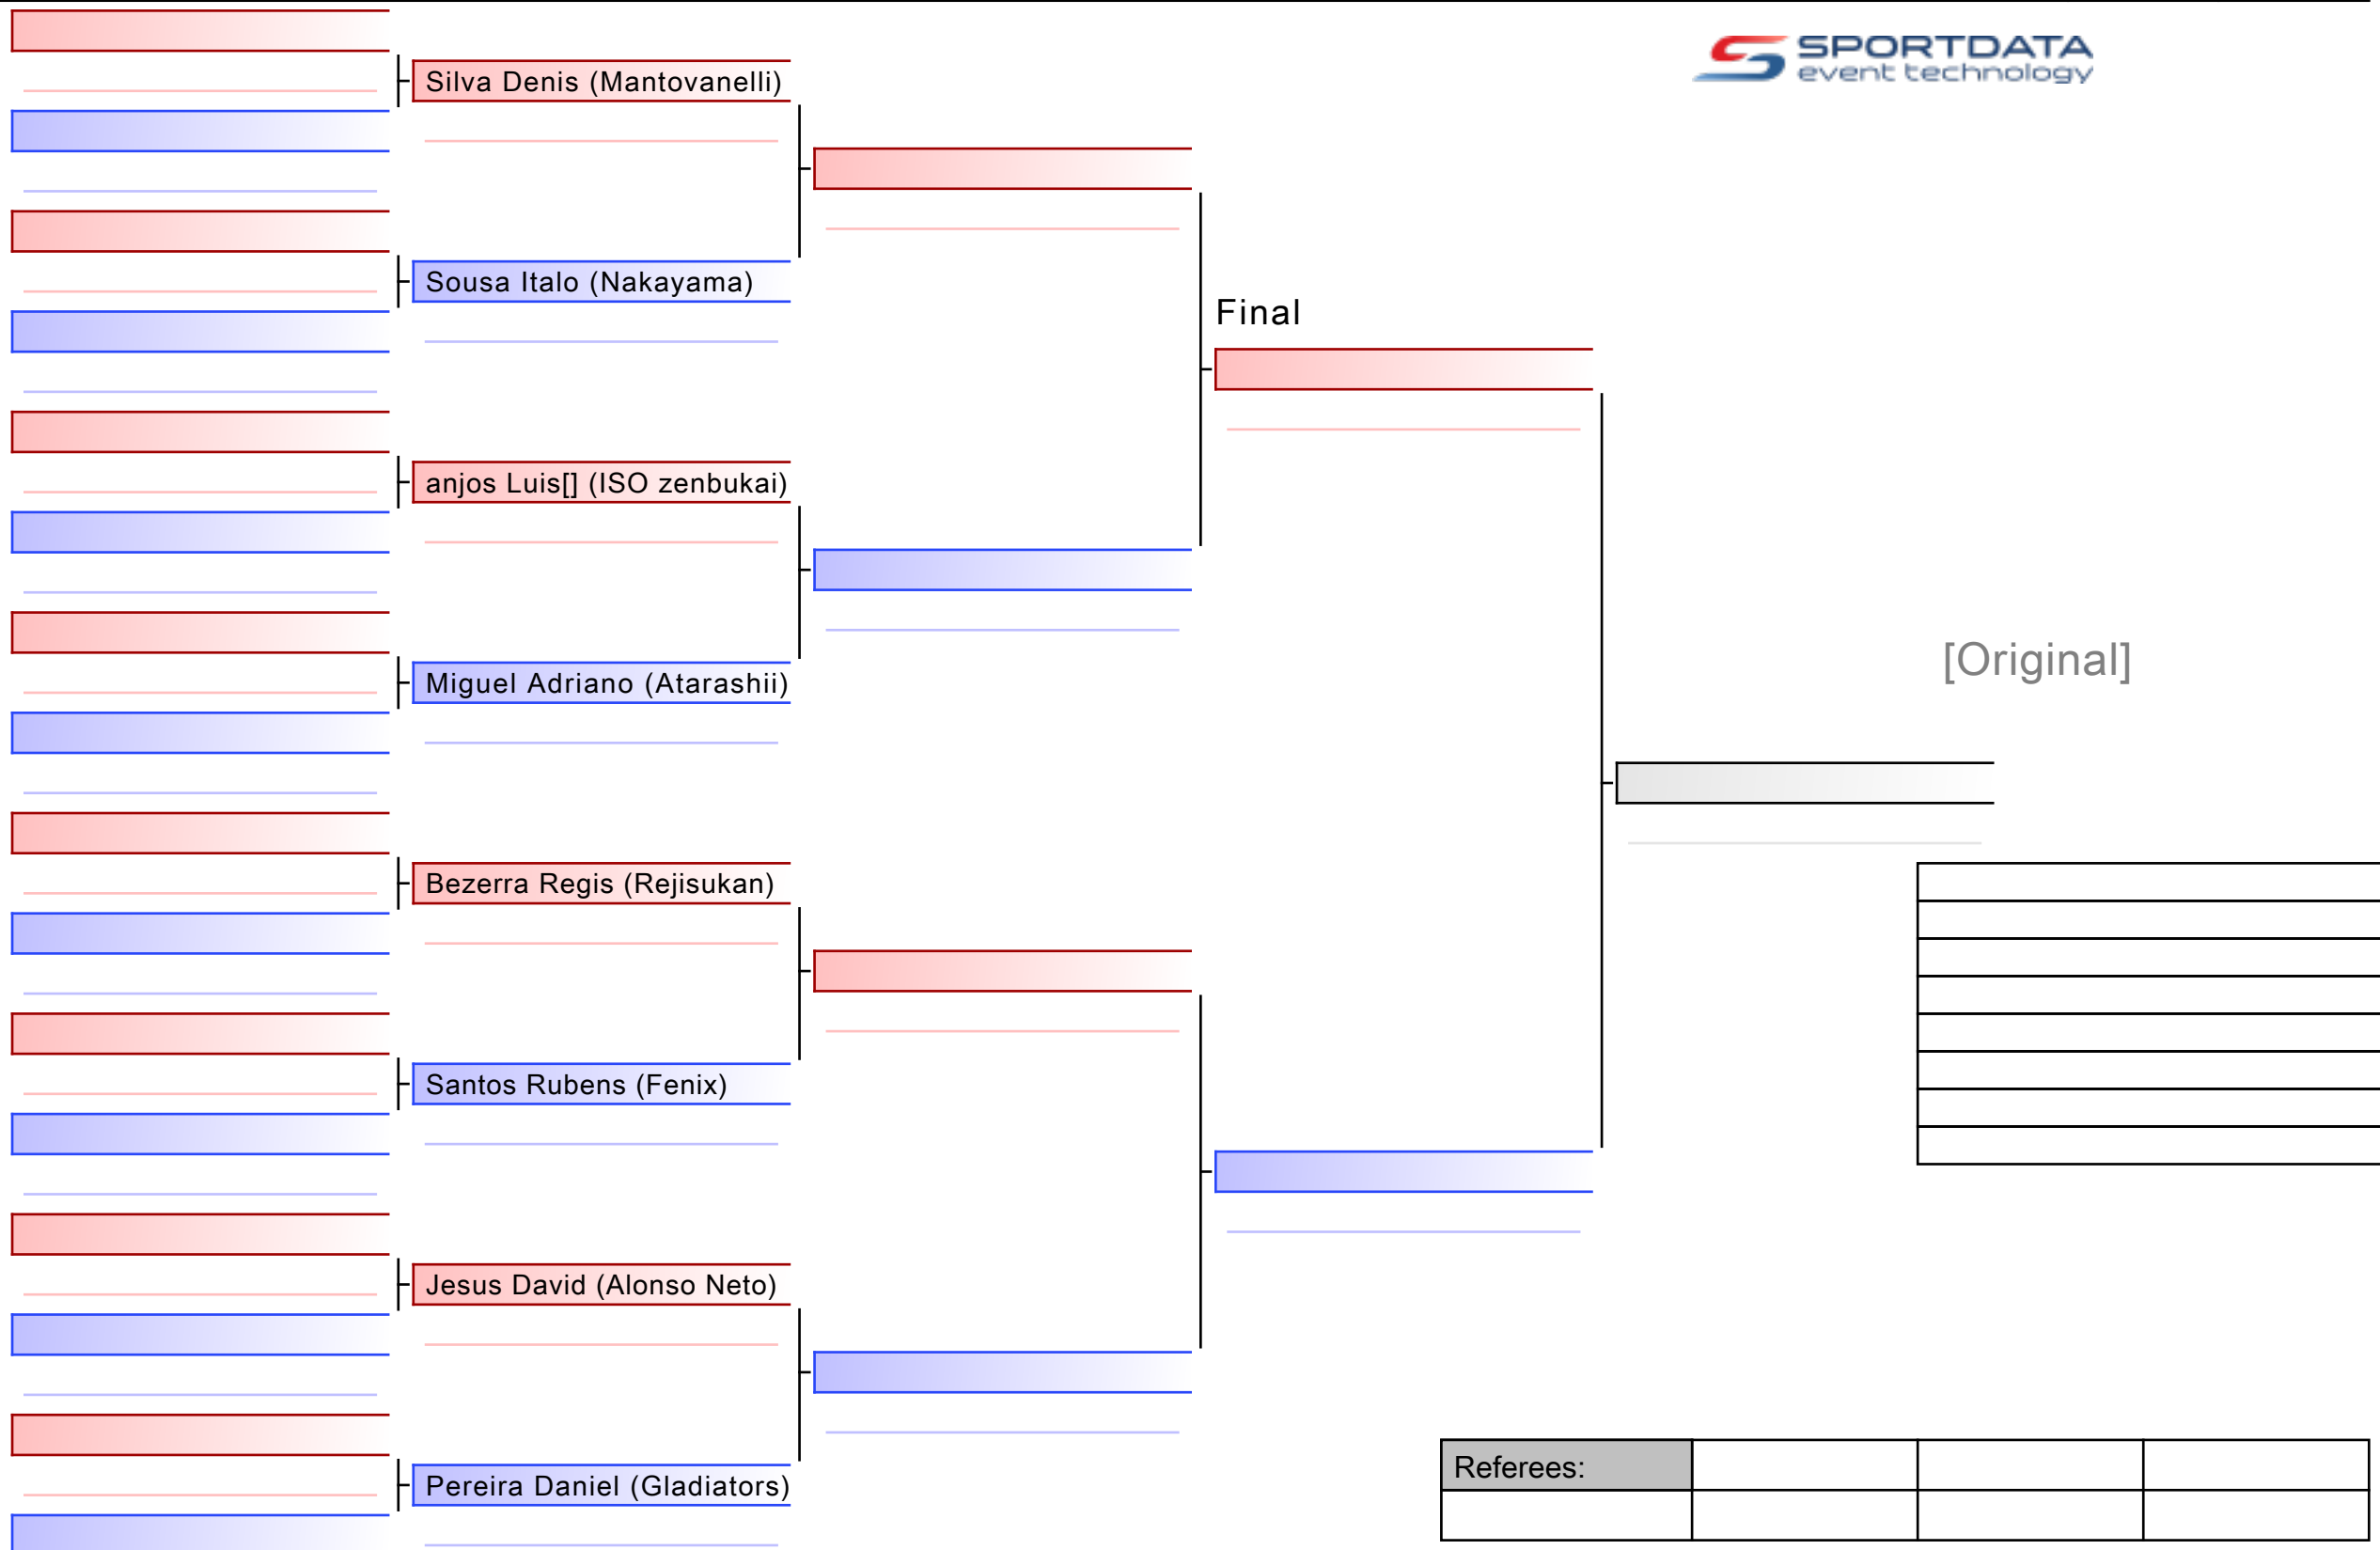 SPORTDATA
event technology
Silva Denis (Mantovanelli)
Sousa Italo (Nakayama)
Final
anjos Luis[] (ISO zenbukai)
Miguel Adriano (Atarashii)
[Original]
Bezerra Regis (Rejisukan)
Santos Rubens (Fenix)
Jesus David (Alonso Neto)
Pereira Daniel (Gladiators)
Referees: